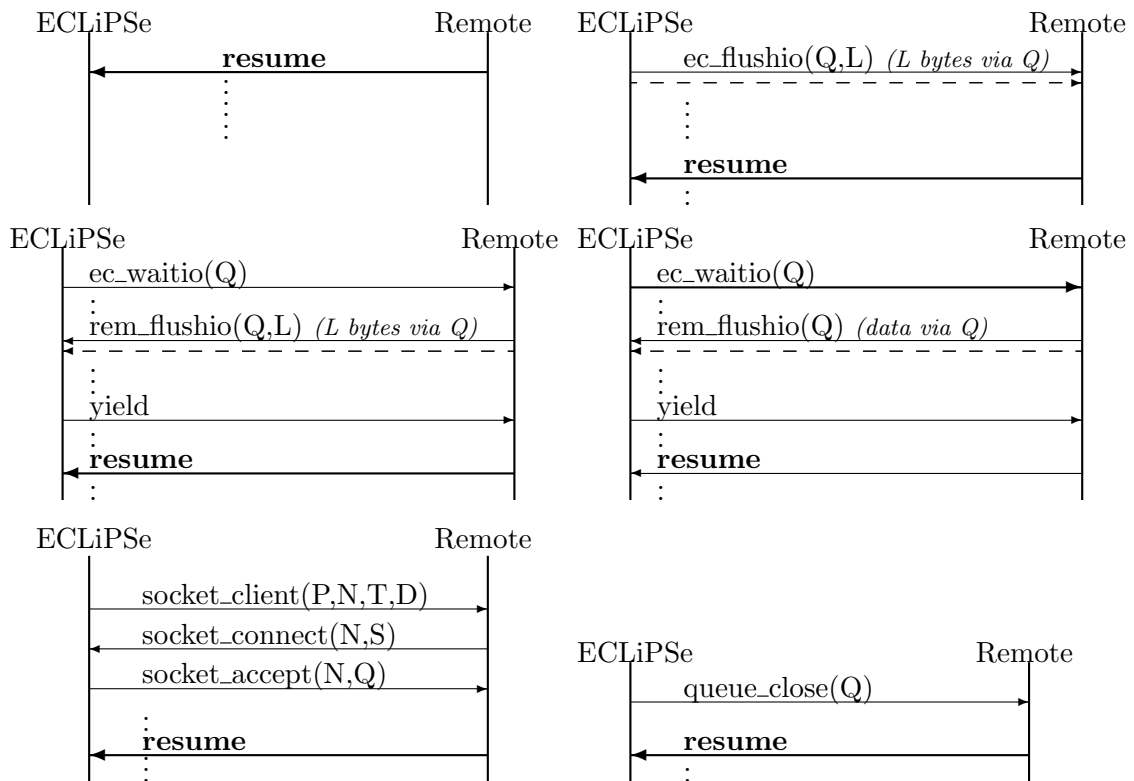 ECLiPSe Remote
resume
ECLiPSe Remote
ec_flushio(Q,L) (L bytes via Q)
resume
ECLiPSe Remote
ec_waitio(Q)
rem_flushio(Q,L) (L bytes via Q)
yield
resume
ECLiPSe Remote
ec_waitio(Q)
rem_flushio(Q) (data via Q)
yield
resume
ECLiPSe Remote
socket_client(P,N,T,D)
socket_connect(N,S)
socket_accept(N,Q)
resume
ECLiPSe Remote
queue_close(Q)
resume